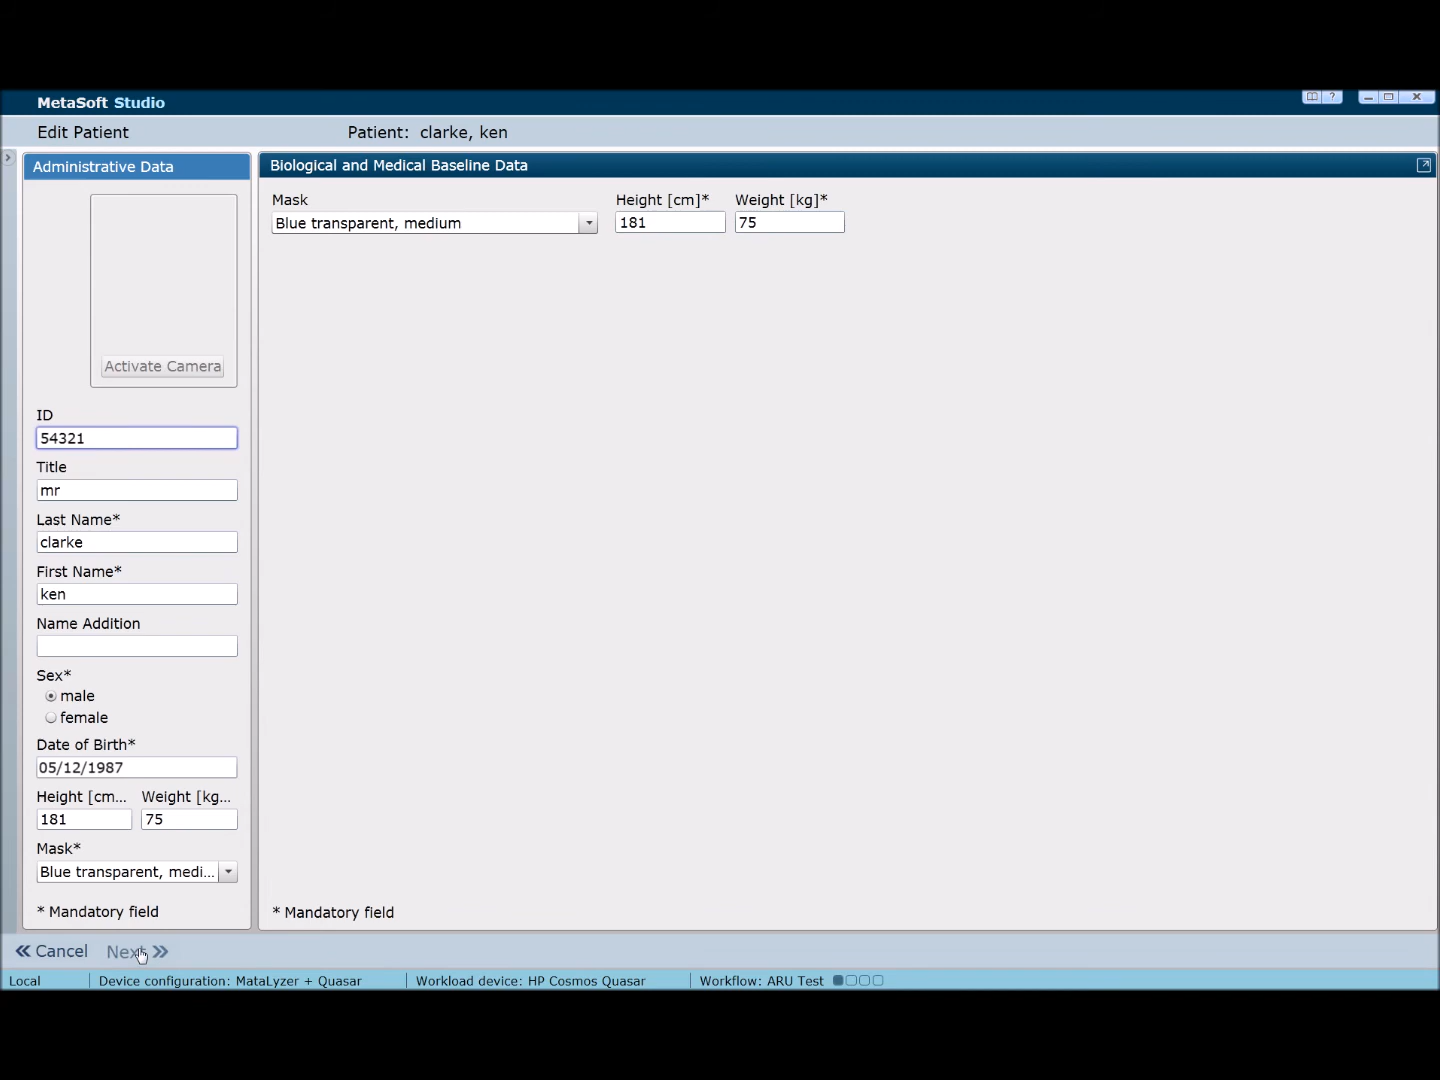 MetaSoft Studio
Edit Patient
Patient: clarke, ken
Administrative Data
Activate Camera
ID
54321
Title
mr
Last Name*
clarke
First Name*
ken
Name Addition
Sex*
male
female
Date of Birth*
05/12/1987
Height [cm... Weight [kg...
181 75
Mask*
Blue transparent, medi...
* Mandatory field
Biological and Medical Baseline Data
Mask Height [cm]* Weight [kg]*
Blue transparent, medium 181 75
* Mandatory field
Cancel Next
Local Device configuration: MataLyzer + Quasar Workload device: HP Cosmos Quasar Workflow: ARU Test